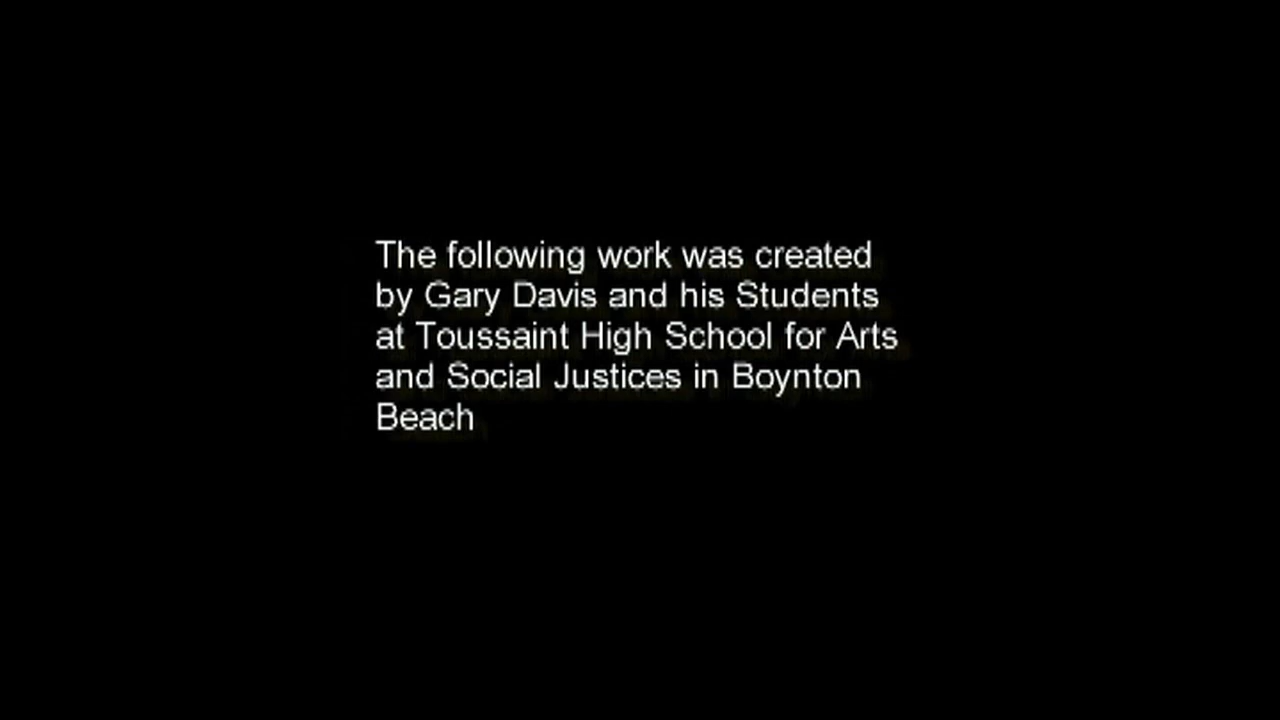 The following work was created
by Gary Davis and his Students
at Toussaint High School for Arts
and Social Justices in Boynton
Beach